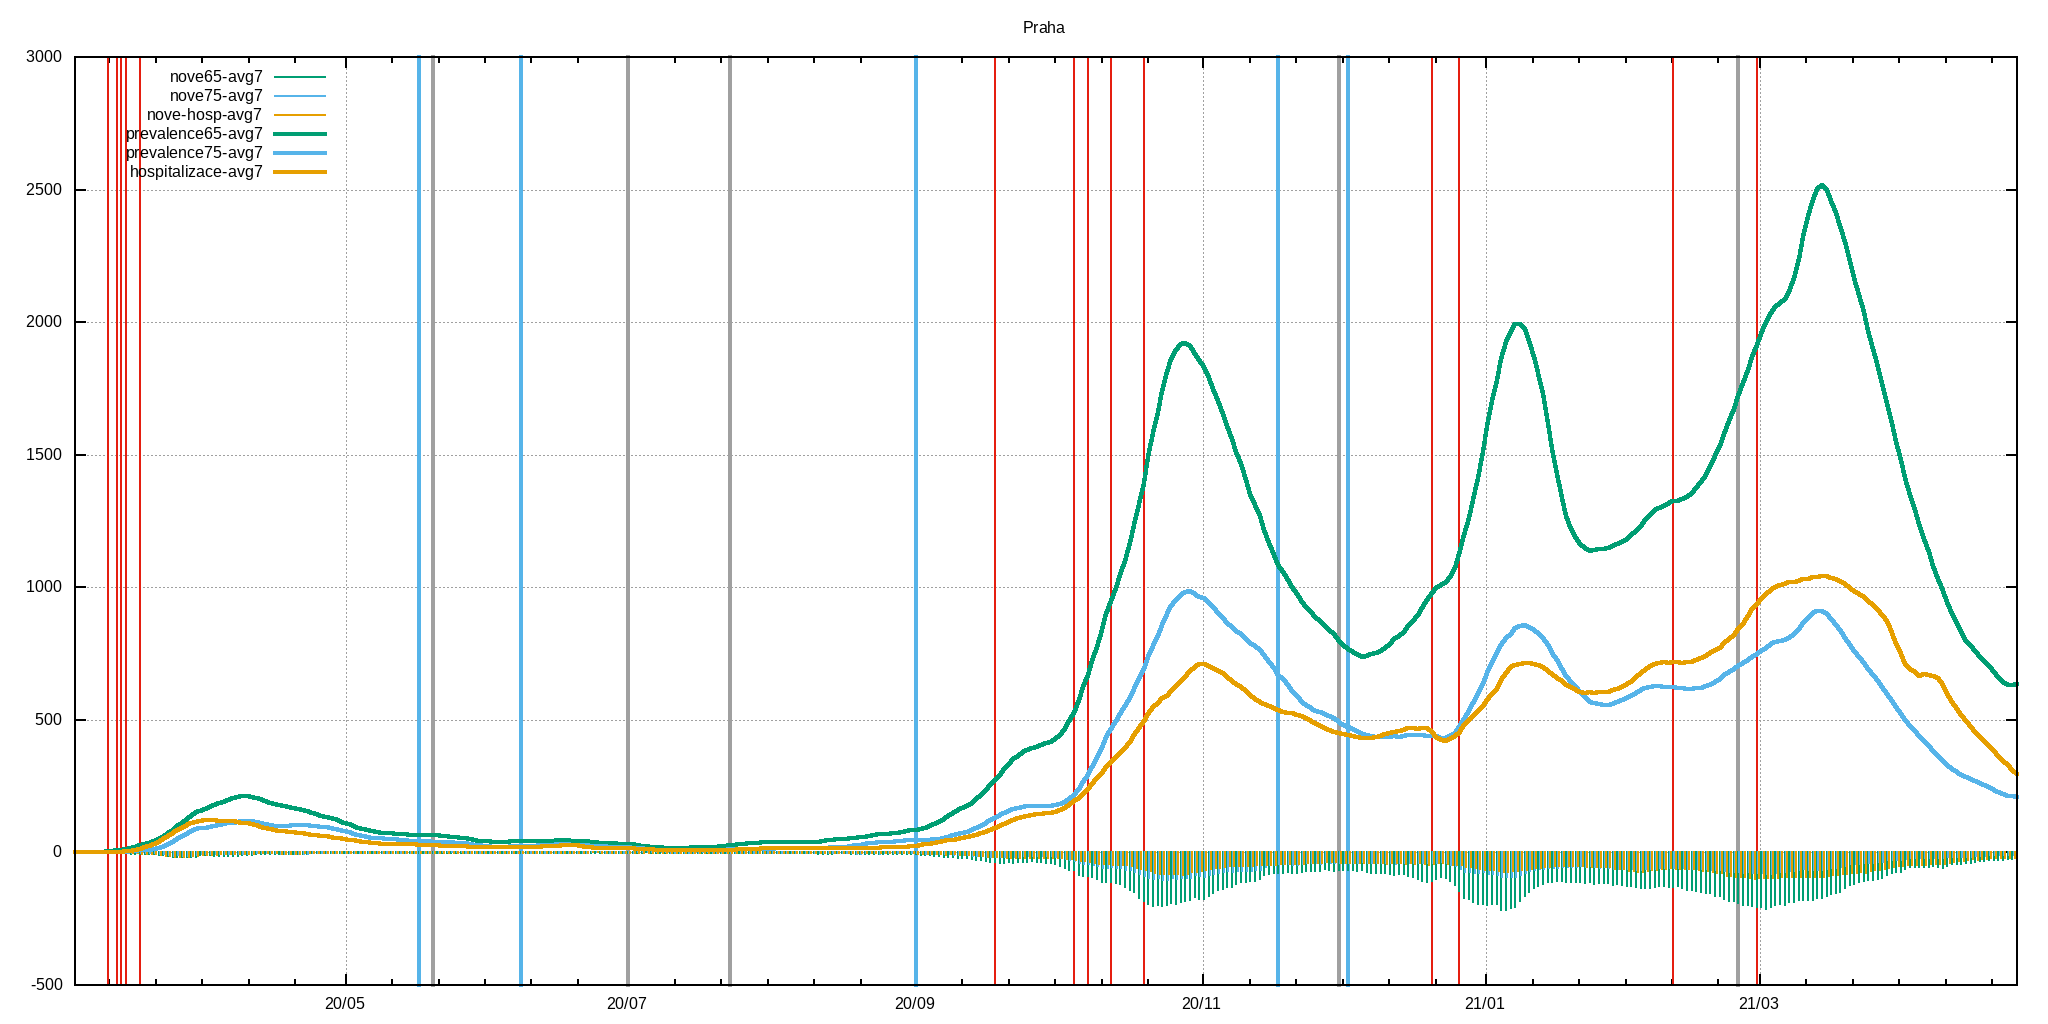 Praha
3000
nove65-avg7
nove75-avg7
nove-hosp-avg7
prevalence65-avg7
prevalence75-avg7
hospitalizace-avg7
2500
2000
1500
1000
500
0
-500
20/05 20/07 20/09 20/11 21/01 21/03